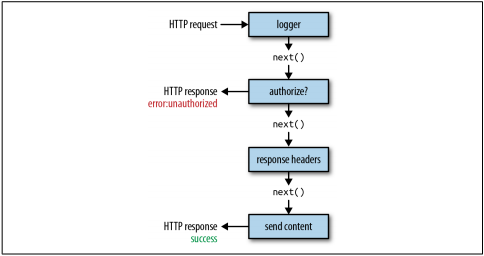 HTTP request
logger
next()
HTTP response
error:unauthorized
authorize?
next()
response headers
next()
HTTP response
success
send content